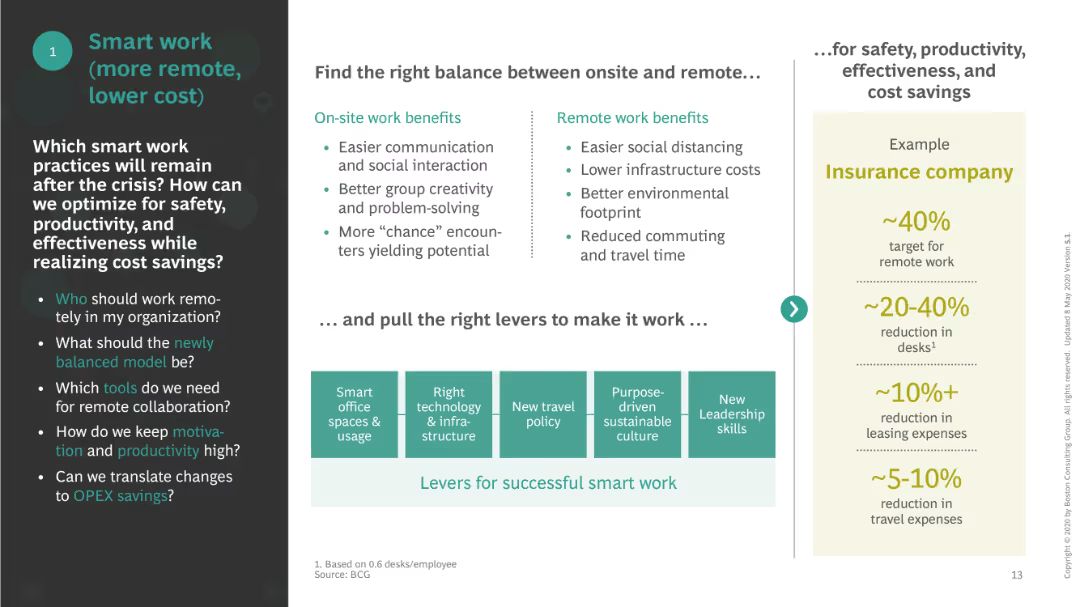 1
Smart work
(more remote,
lower cost)
Which smart work
practices will remain
after the crisis? How can
we optimize for safety,
productivity, and
effectiveness while
realizing cost savings?
• Who should work remo-
tely in my organization?
• What should the newly
balanced model be?
• Which tools do we need
for remote collaboration?
• How do we keep motiva-
tion and productivity high?
• Can we translate changes
to OPEX savings?
Find the right balance between onsite and remote...
On-site work benefits
• Easier communication
and social interaction
• Better group creativity
and problem-solving
• More “chance” encoun-
ters yielding potential
Remote work benefits
• Easier social distancing
• Lower infrastructure costs
• Better environmental
footprint
• Reduced commuting
and travel time
... and pull the right levers to make it work ...
Smart
office
spaces &
usage
Right
technology
& infra-
structure
New travel
policy
Purpose-
driven
sustainable
culture
New
Leadership
skills
Levers for successful smart work
...for safety, productivity,
effectiveness, and
cost savings
Example
Insurance company
~40%
target for
remote work
~20-40%
reduction in
desks¹
~10%+
reduction in
leasing expenses
~5-10%
reduction in
travel expenses
1. Based on 0.6 desks/employee
Source: BCG
13
Copyright © 2020 by Boston Consulting Group. All rights reserved. Updated 8 May 2020 Version 5.1